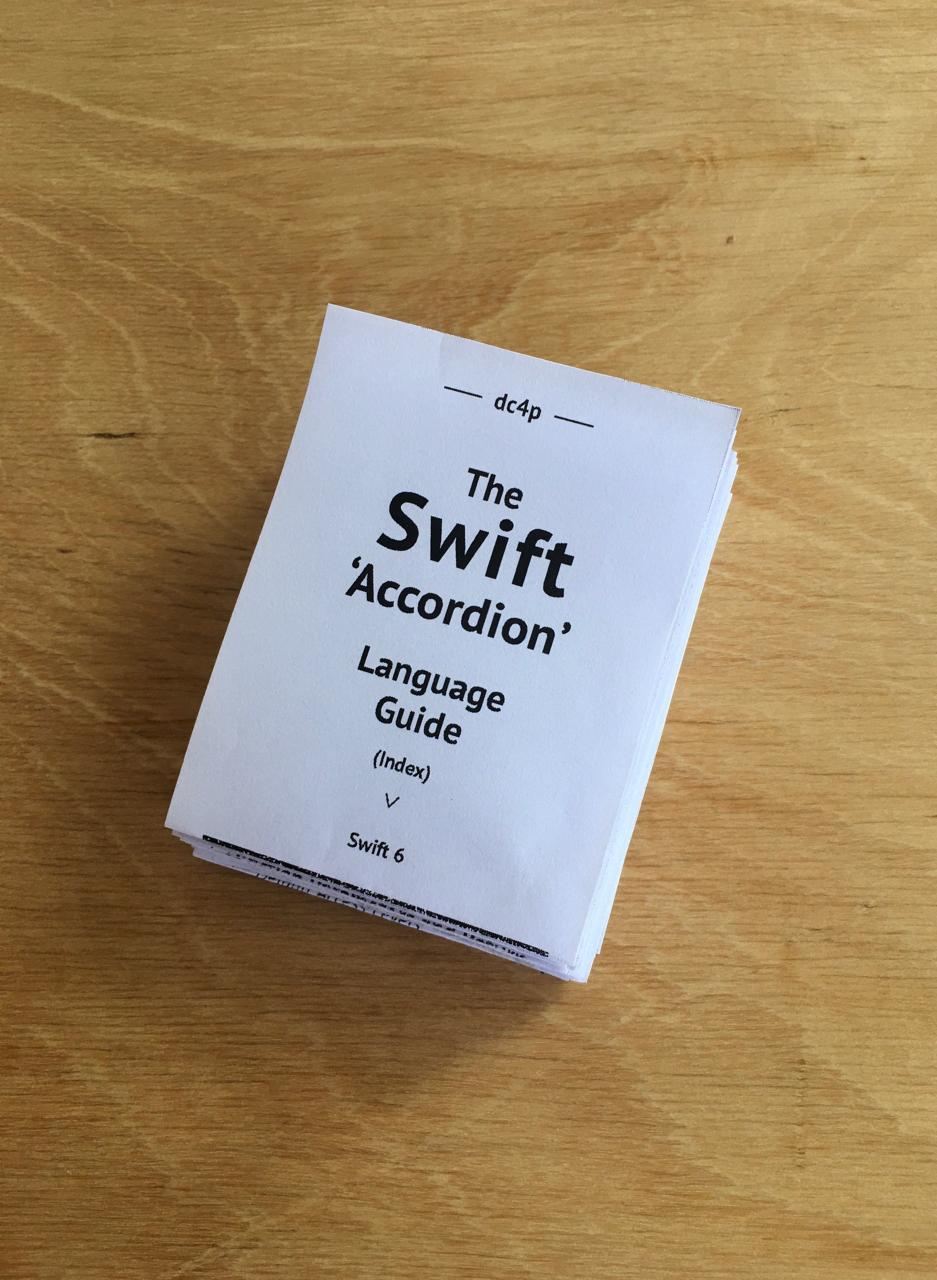 dc4p
The
Swift
‘Accordion’
Language
Guide
(Index)
Swift 6